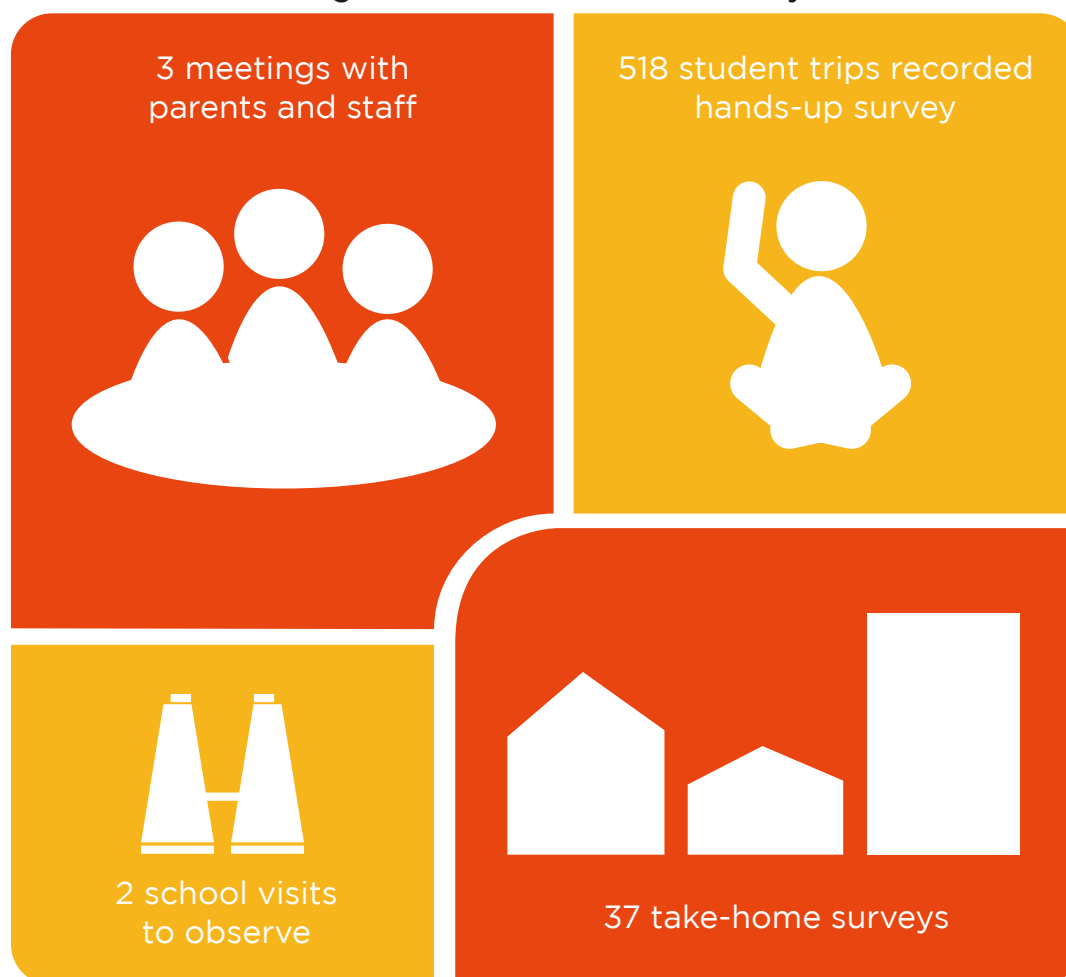 3 meetings with
parents and staff
518 student trips recorded
hands-up survey
2 school visits
to observe
37 take-home surveys